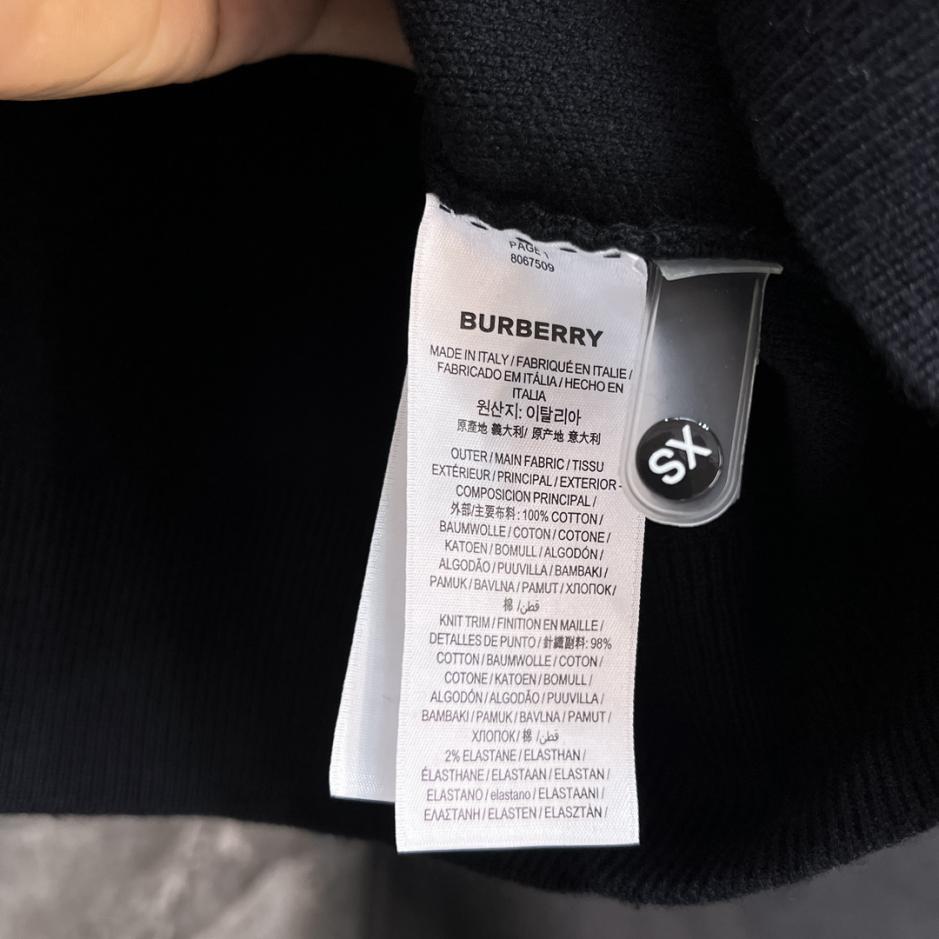 PAGE 1
8067509
BURBERRY
MADE IN ITALY / FABRIQUÉ EN ITALIE /
FABRICADO EM ITÁLIA / HECHO EN
ITALIA
원산지: 이탈리아
原產地 義大利/ 原产地 意大利
OUTER / MAIN FABRIC / TISSU
EXTÉRIEUR / PRINCIPAL / EXTERIOR -
COMPOSICION PRINCIPAL /
外部/主要布料: 100% COTTON /
BAUMWOLLE / COTON / COTONE /
KATOEN / BOMULL / ALGODÓN /
ALGODÃO / PUUVILLA / BAMBAKI /
PAMUK / BAVLNA / PAMUT / ХЛОПОК /
棉 /قطن
KNIT TRIM / FINITION EN MAILLE /
DETALLES DE PUNTO / 針織副料: 98%
COTTON / BAUMWOLLE / COTON /
COTONE / KATOEN / BOMULL /
ALGODÓN / ALGODÃO / PUUVILLA /
BAMBAKI / PAMUK / BAVLNA / PAMUT /
ХЛОПОК / 棉 /قطن
2% ELASTANE / ELASTHAN /
ÉLASTHANE / ELASTAAN / ELASTAN /
ELASTANO / elastano / ELASTAANI /
ΕΛΑΣΤΑΝΗ / ELASTEN / ELASZTÁN /
XS